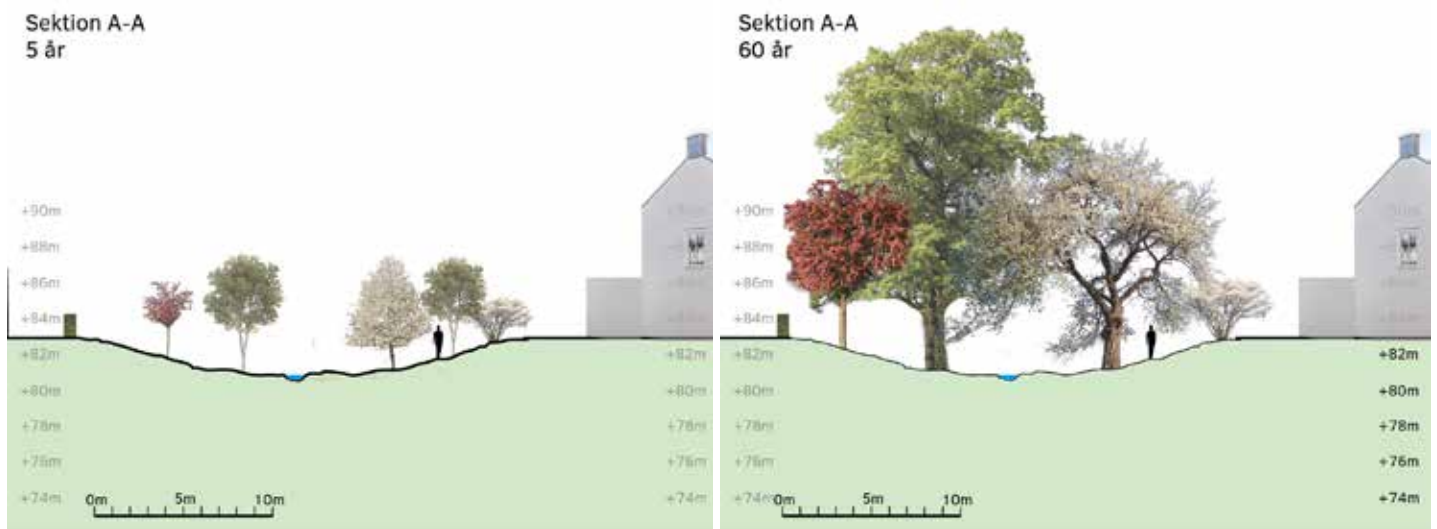 Sektion A-A
5 år
+90m
+88m
+86m
+84m
+82m
+80m
+78m
+76m
+74m
+82m
+80m
+78m
+76m
+74m
0m 5m 10m
Sektion A-A
60 år
+90m
+88m
+86m
+84m
+82m
+80m
+78m
+76m
+74m
+82m
+80m
+78m
+76m
+74m
0m 5m 10m